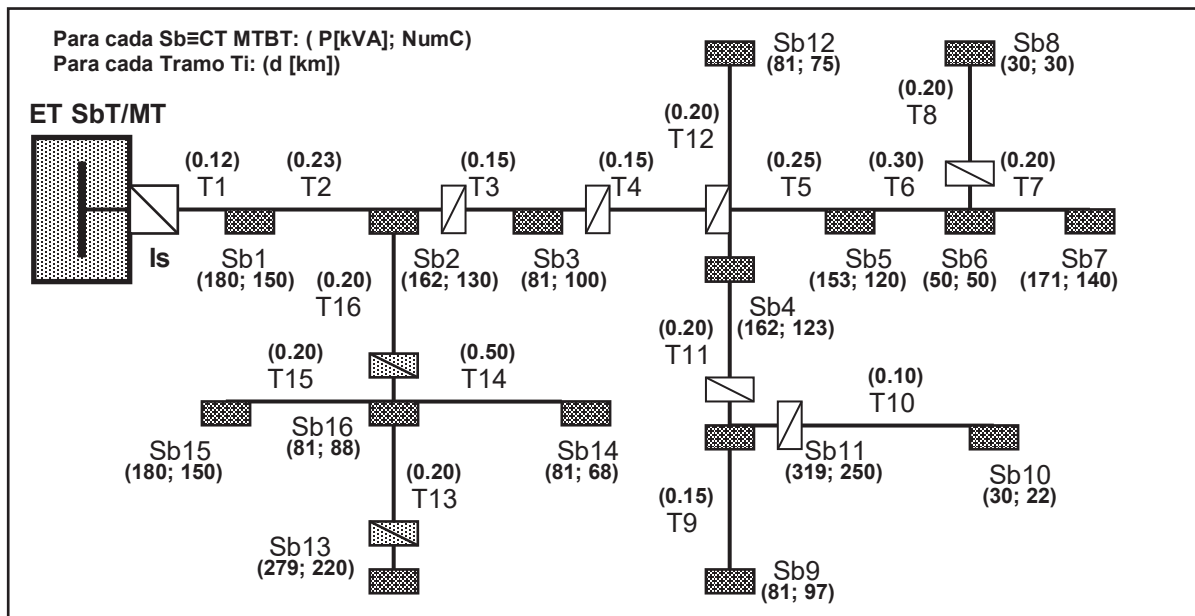 Para cada Sb≡CT MTBT: ( P[kVA]; NumC)
Para cada Tramo Ti: (d [km])
ET SbT/MT
Is
(0.12)
T1
(0.23)
T2
(0.15)
T3
(0.15)
T4
(0.20)
T12
(0.25)
T5
(0.30)
T6
(0.20)
T7
(0.20)
T8
Sb12
(81; 75)
Sb8
(30; 30)
Sb1
(180; 150)
Sb2
(162; 130)
Sb3
(81; 100)
Sb4
(162; 123)
Sb5
(153; 120)
Sb6
(50; 50)
Sb7
(171; 140)
(0.20)
T16
(0.20)
T15
(0.50)
T14
(0.20)
T11
(0.10)
T10
Sb15
(180; 150)
Sb16
(81; 88)
Sb14
(81; 68)
Sb11
(319; 250)
Sb10
(30; 22)
(0.20)
T13
(0.15)
T9
Sb13
(279; 220)
Sb9
(81; 97)